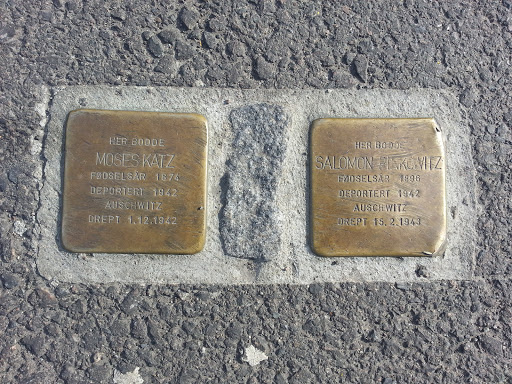 HER BODDE
MOSES KATZ
FØDSELSÅR 1874
DEPORTERT 1942
AUSCHWITZ
DREPT 1.12.1942
HER BODDE
SALOMON
FØDSELSÅR 1896
DEPORTERT 1942
AUSCHWITZ
DREPT 15.2.1943